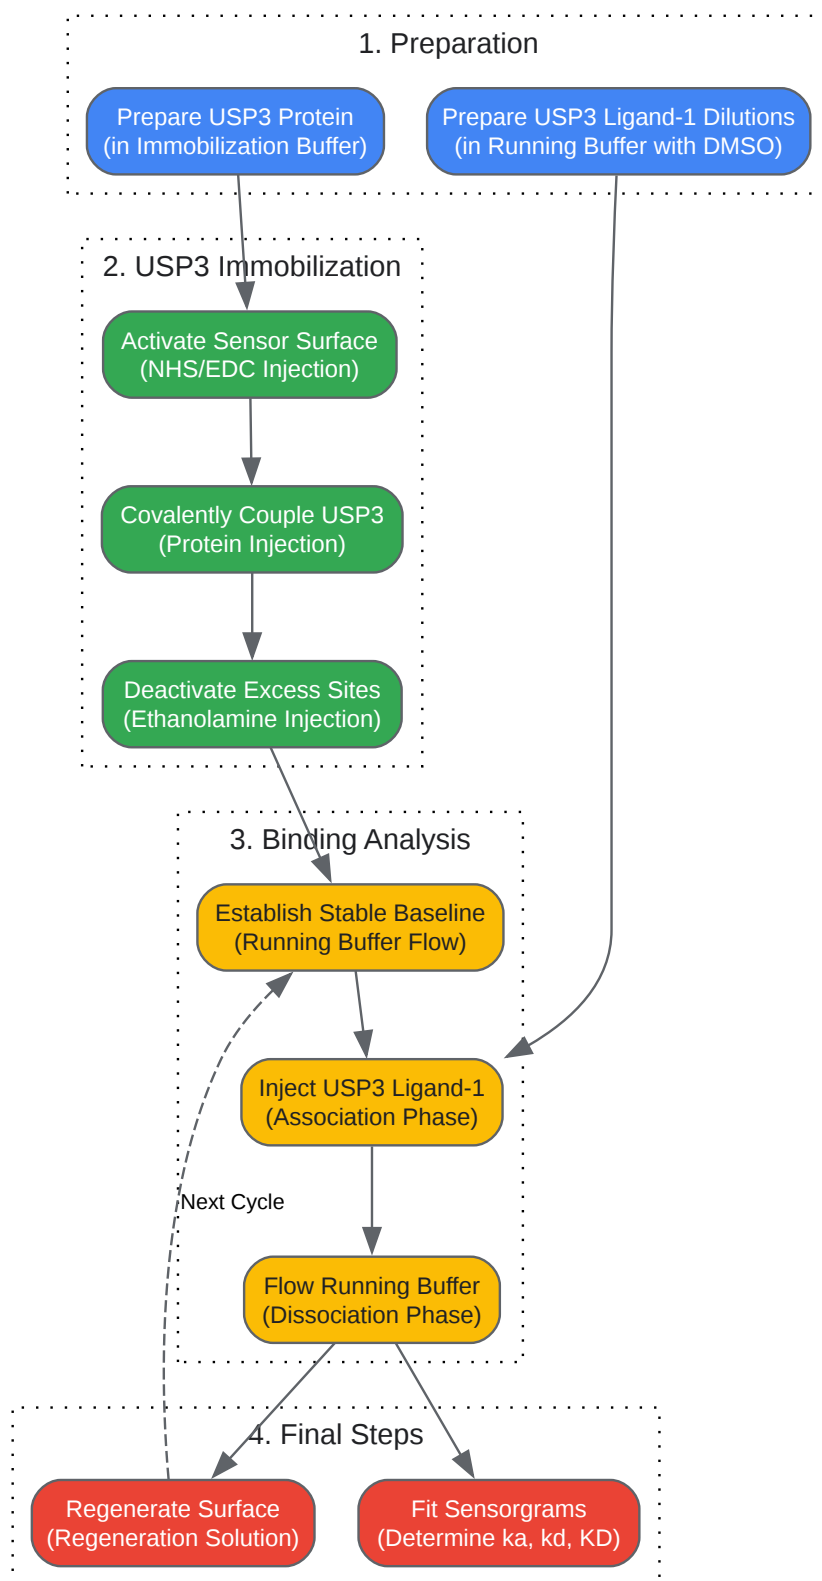 1. Preparation
Prepare USP3 Protein
(in Immobilization Buffer)
Prepare USP3 Ligand-1 Dilutions
(in Running Buffer with DMSO)
2. USP3 Immobilization
Activate Sensor Surface
(NHS/EDC Injection)
Covalently Couple USP3
(Protein Injection)
Deactivate Excess Sites
(Ethanolamine Injection)
3. Binding Analysis
Establish Stable Baseline
(Running Buffer Flow)
Inject USP3 Ligand-1
(Association Phase)
Next Cycle
Flow Running Buffer
(Dissociation Phase)
4. Final Steps
Regenerate Surface
(Regeneration Solution)
Fit Sensorgrams
(Determine ka, kd, KD)